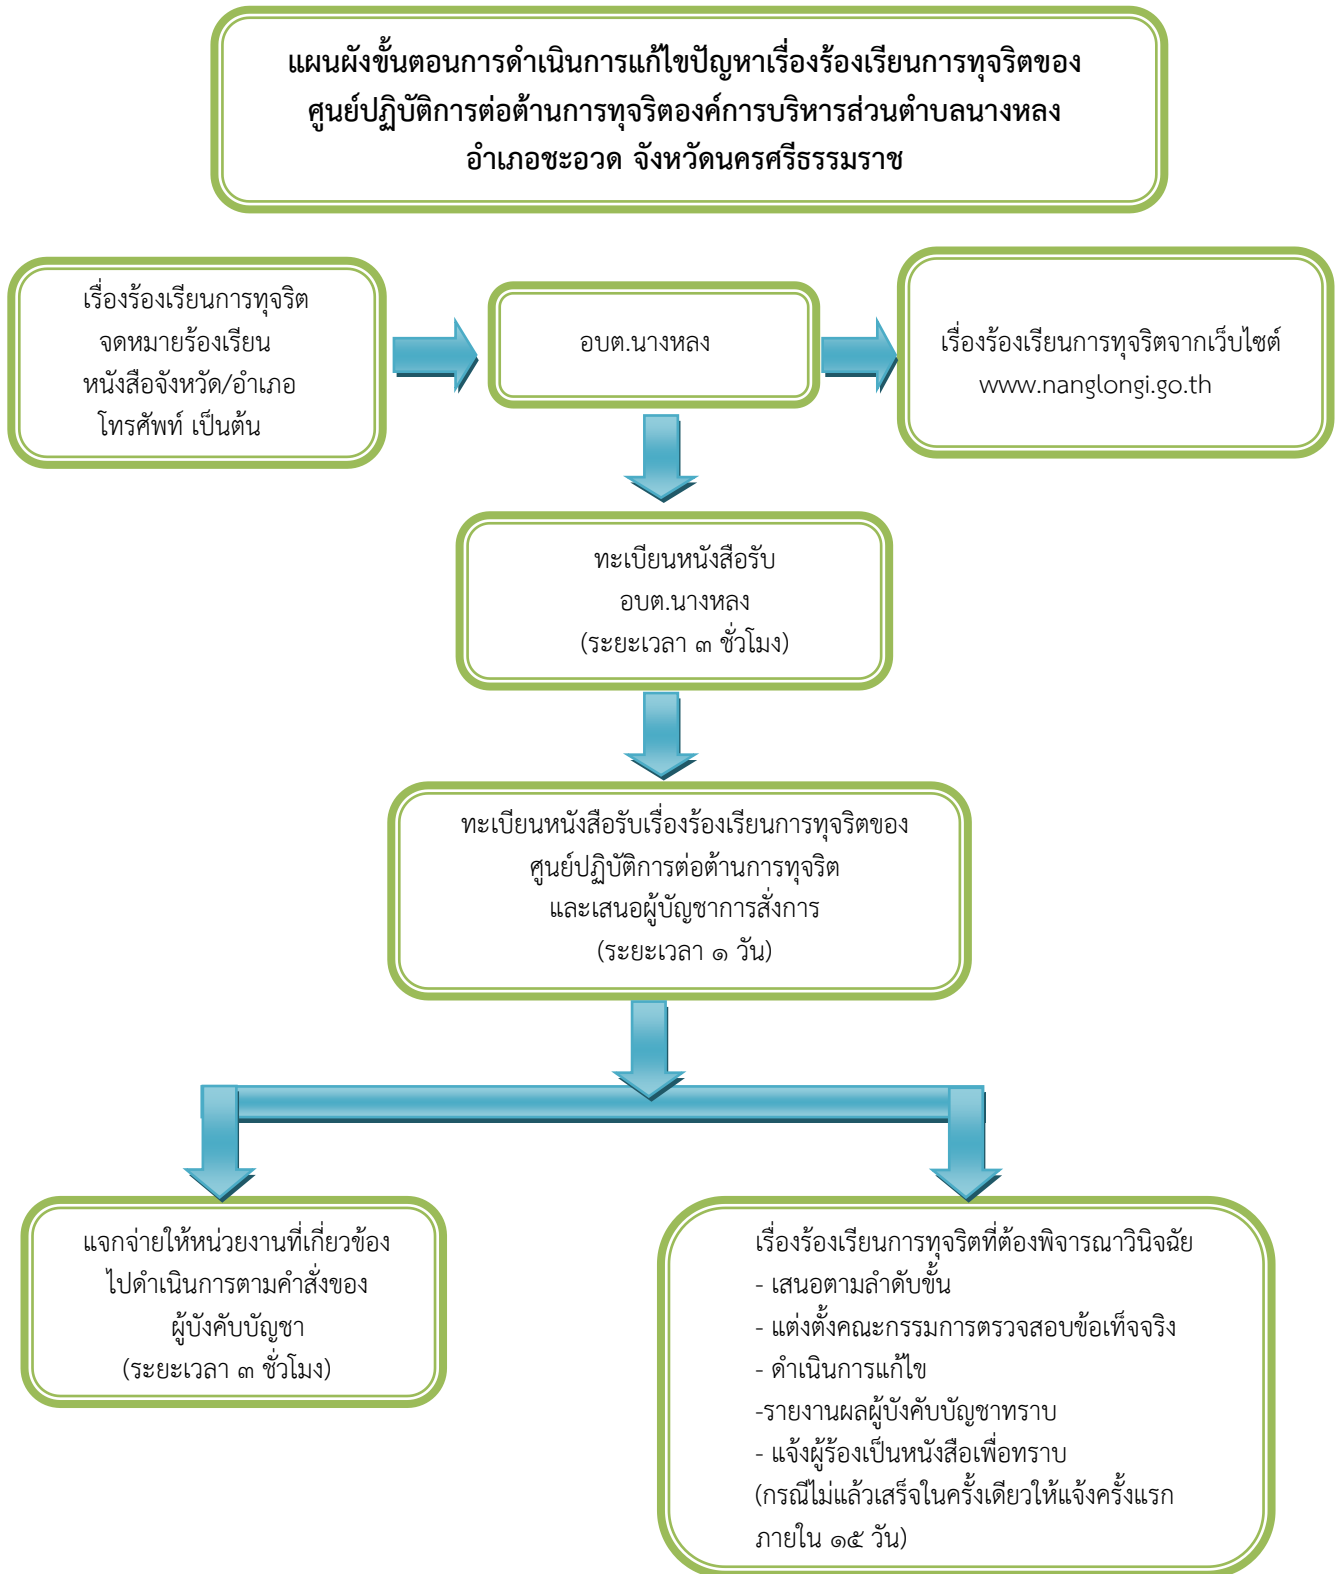 แผนผังขั้นตอนการดำเนินการแก้ไขปัญหาเรื่องร้องเรียนการทุจริตของ
ศูนย์ปฏิบัติการต่อต้านการทุจริตองค์การบริหารส่วนตำบลนางหลง
อำเภอชะอวด จังหวัดนครศรีธรรมราช
เรื่องร้องเรียนการทุจริต
จดหมายร้องเรียน
หนังสือจังหวัด/อำเภอ
โทรศัพท์ เป็นต้น
อบต.นางหลง
เรื่องร้องเรียนการทุจริตจากเว็บไซต์
www.nanglongi.go.th
ทะเบียนหนังสือรับ
อบต.นางหลง
(ระยะเวลา ๓ ชั่วโมง)
ทะเบียนหนังสือรับเรื่องร้องเรียนการทุจริตของ
ศูนย์ปฏิบัติการต่อต้านการทุจริต
และเสนอผู้บัญชาการสั่งการ
(ระยะเวลา ๑ วัน)
แจกจ่ายให้หน่วยงานที่เกี่ยวข้อง
ไปดำเนินการตามคำสั่งของ
ผู้บังคับบัญชา
(ระยะเวลา ๓ ชั่วโมง)
เรื่องร้องเรียนการทุจริตที่ต้องพิจารณาวินิจฉัย
- เสนอตามลำดับขั้น
- แต่งตั้งคณะกรรมการตรวจสอบข้อเท็จจริง
- ดำเนินการแก้ไข
-รายงานผลผู้บังคับบัญชาทราบ
- แจ้งผู้ร้องเป็นหนังสือเพื่อทราบ
(กรณีไม่แล้วเสร็จในครั้งเดียวให้แจ้งครั้งแรก
ภายใน ๑๕ วัน)